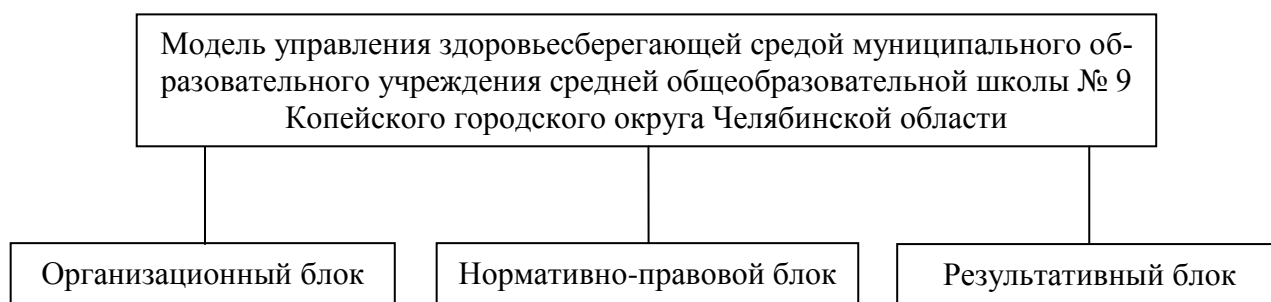 Модель управления здоровьесберегающей средой муниципального об-
разовательного учреждения средней общеобразовательной школы № 9
Копейского городского округа Челябинской области
Организационный блок
Нормативно-правовой блок
Результативный блок